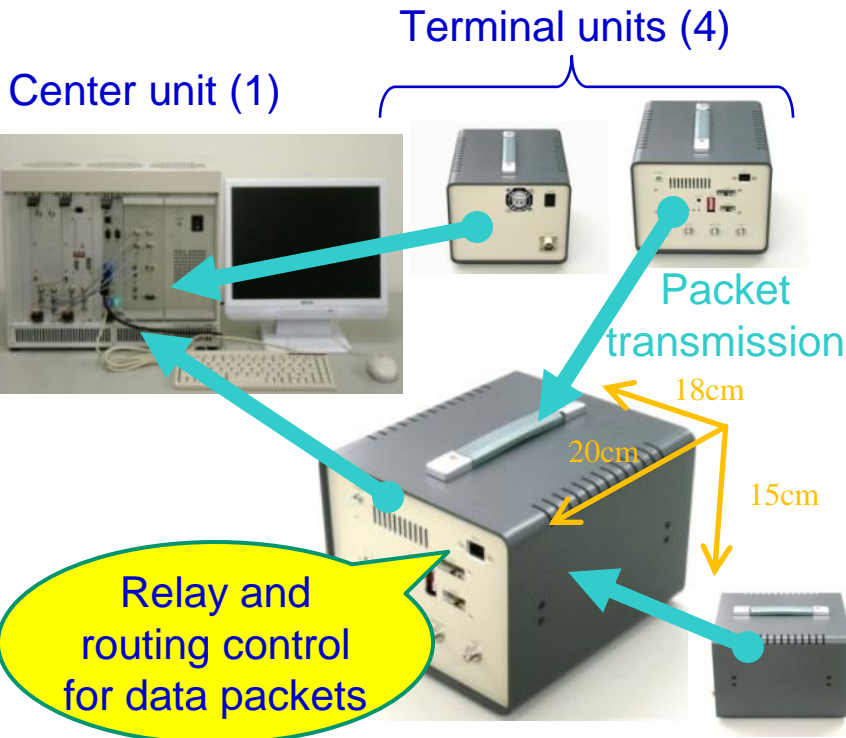 Terminal units (4)
Center unit (1)
Packet
transmission
18cm
20cm
15cm
Relay and
routing control
for data packets